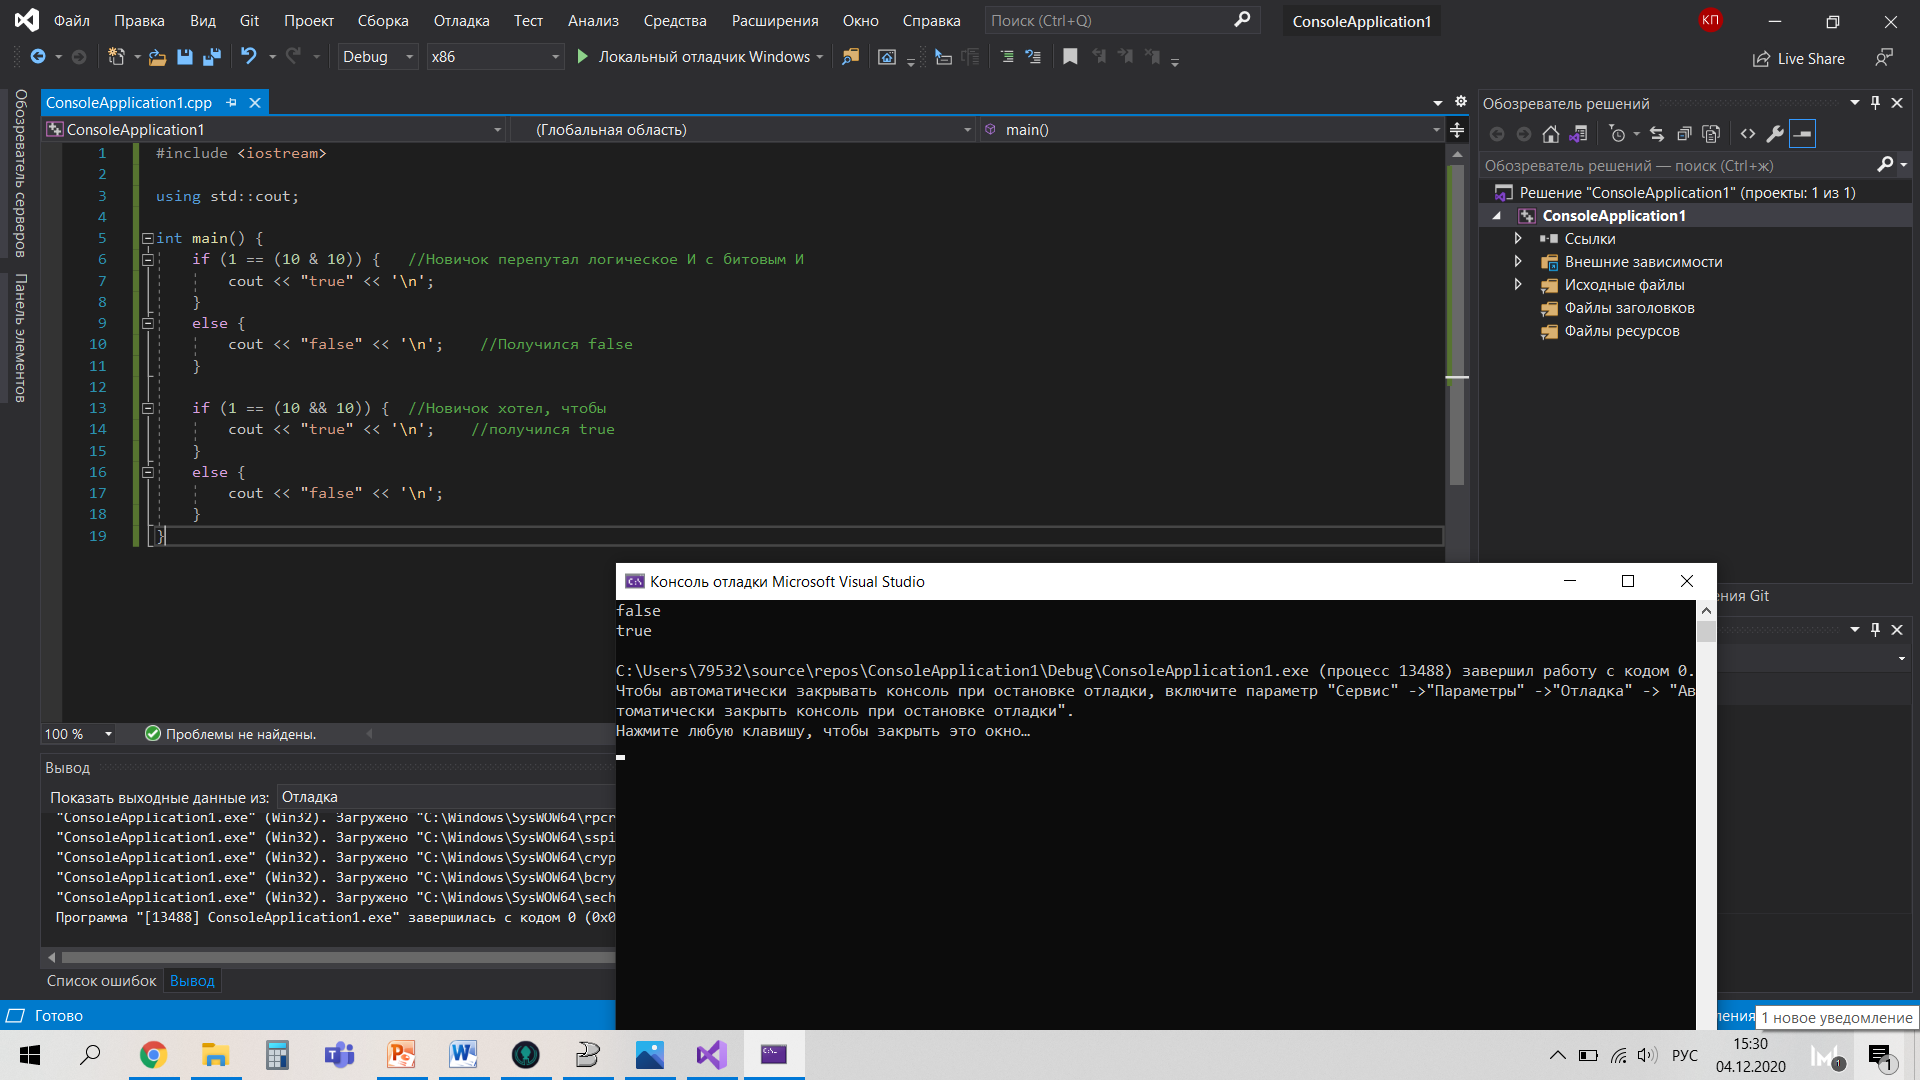 Файл Правка Вид Git Проект Сборка Отладка Тест Анализ Средства Расширения Окно Справка Поиск (Ctrl+Q) ConsoleApplication1 КП
Debug x86 Локальный отладчик Windows Live Share
Обозреватель серверов
Панель элементов
ConsoleApplication1.cpp
ConsoleApplication1 (Глобальная область) main()
1 #include <iostream>
2
3 using std::cout;
4
5 int main() {
6 if (1 == (10 & 10)) { //Новичок перепутал логическое И с битовым И
7 cout << "true" << '\n';
8 }
9 else {
10 cout << "false" << '\n'; //Получился false
11 }
12
13 if (1 == (10 && 10)) { //Новичок хотел, чтобы
14 cout << "true" << '\n'; //получился true
15 }
16 else {
17 cout << "false" << '\n';
18 }
19 }
100 % Проблемы не найдены.
Обозреватель решений
Обозреватель решений — поиск (Ctrl+ж)
Решение "ConsoleApplication1" (проекты: 1 из 1)
ConsoleApplication1
Ссылки
Внешние зависимости
Исходные файлы
Файлы заголовков
Файлы ресурсов
ения Git
Консоль отладки Microsoft Visual Studio
false
true
C:\Users\79532\source\repos\ConsoleApplication1\Debug\ConsoleApplication1.exe (процесс 13488) завершил работу с кодом 0.
Чтобы автоматически закрывать консоль при остановке отладки, включите параметр "Сервис" ->"Параметры" ->"Отладка" -> "Ав
томатически закрыть консоль при остановке отладки".
Нажмите любую клавишу, чтобы закрыть это окно…
Вывод
Показать выходные данные из: Отладка
"ConsoleApplication1.exe" (Win32). Загружено "C:\Windows\SysWOW64\rpcr
"ConsoleApplication1.exe" (Win32). Загружено "C:\Windows\SysWOW64\sspi
"ConsoleApplication1.exe" (Win32). Загружено "C:\Windows\SysWOW64\cryp
"ConsoleApplication1.exe" (Win32). Загружено "C:\Windows\SysWOW64\bcry
"ConsoleApplication1.exe" (Win32). Загружено "C:\Windows\SysWOW64\sech
Программа "[13488] ConsoleApplication1.exe" завершилась с кодом 0 (0x0
Список ошибок Вывод
Готово
ления 1 новое уведомление
РУС 15:30
04.12.2020
1
1